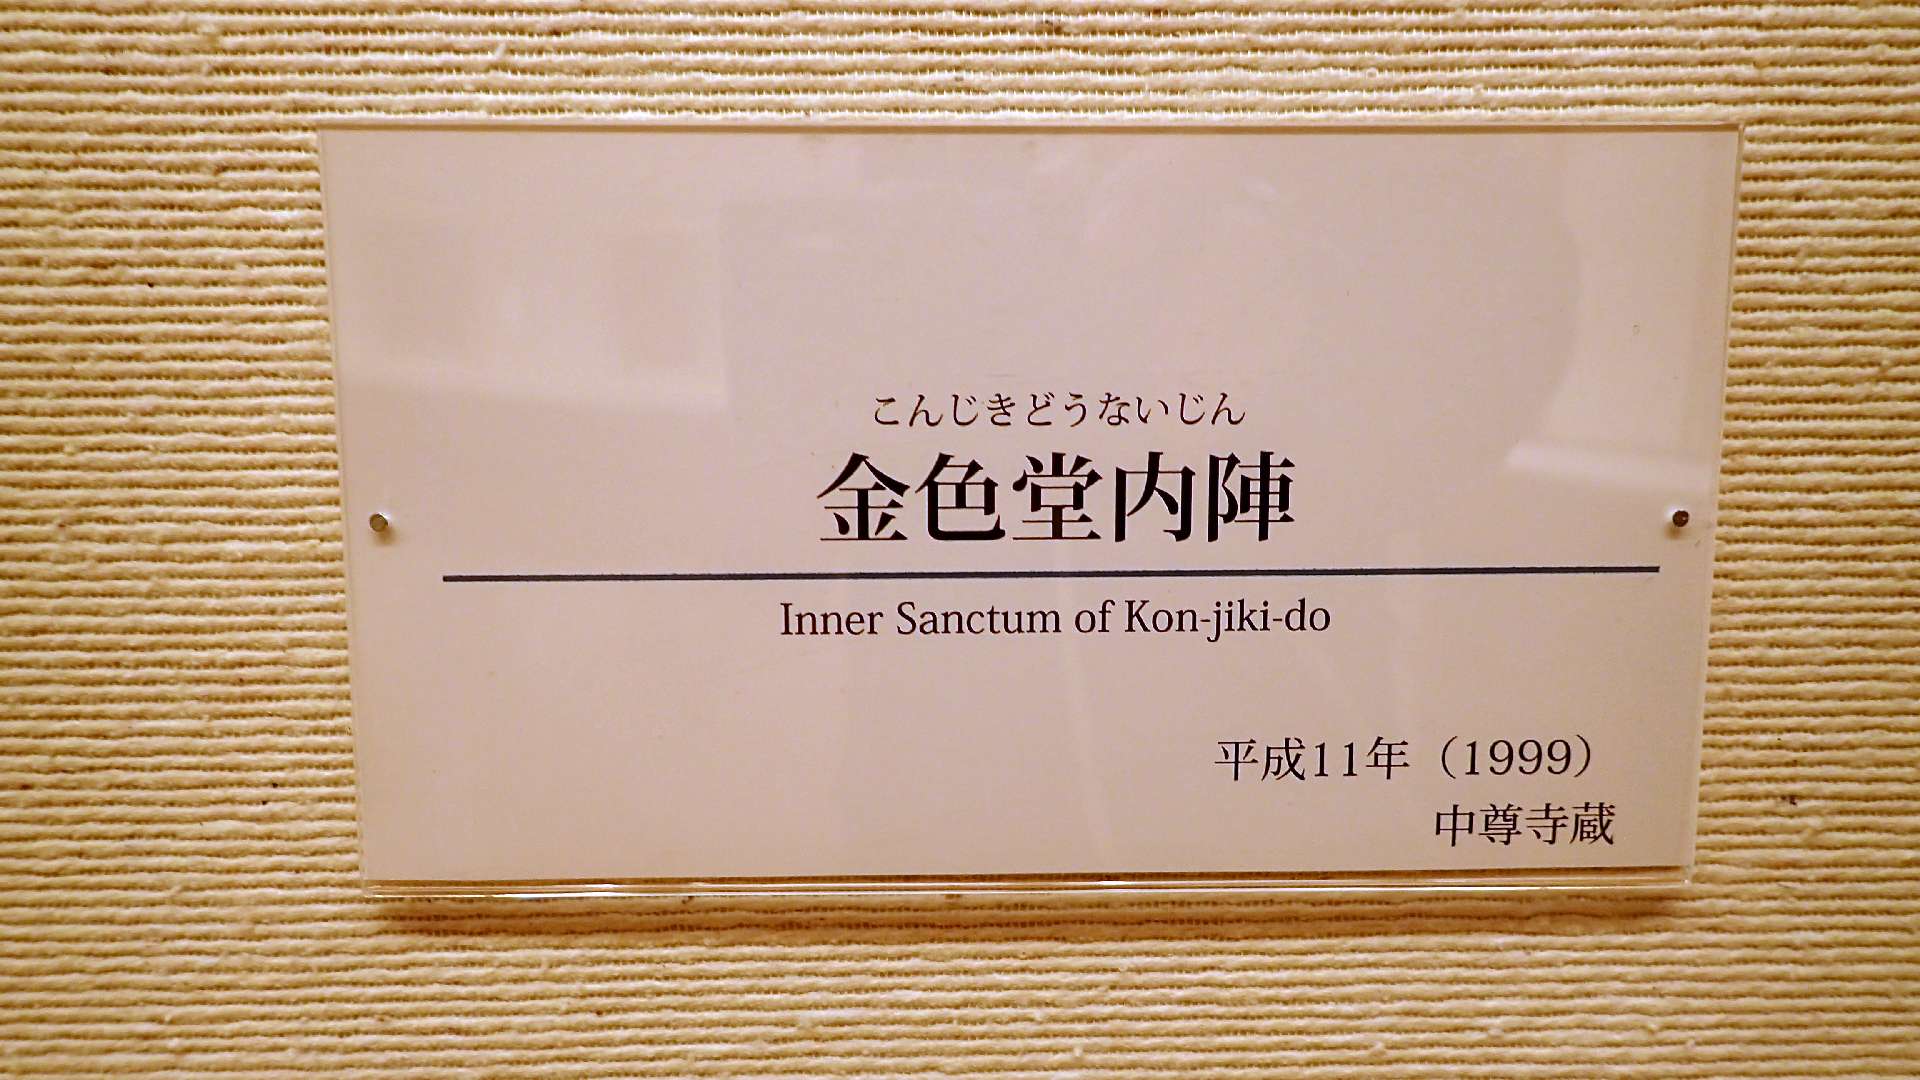 こんじきどうないじん
金色堂内陣
Inner Sanctum of Kon-jiki-do
平成11年（1999）
中尊寺蔵